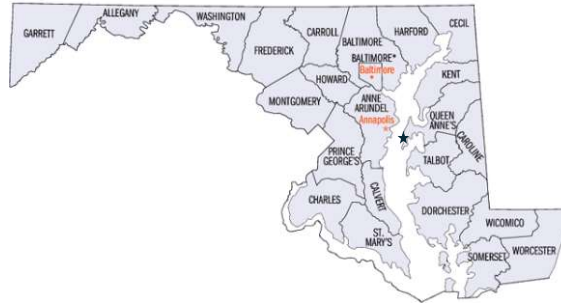 ALLEGANY
WASHINGTON
CECIL
GARRETT
CARROLL
HARFORD
FREDERICK
BALTIMORE
BALTIMORE*
Baltimore
KENT
HOWARD
MONTGOMERY
ANNE
ARUNDEL
Annapolis
QUEEN
ANNE'S
CAROLINE
PRINCE
GEORGE'S
TALBOT
CALVERT
CHARLES
DORCHESTER
ST.
MARY'S
WICOMICO
SOMERSET
WORCESTER